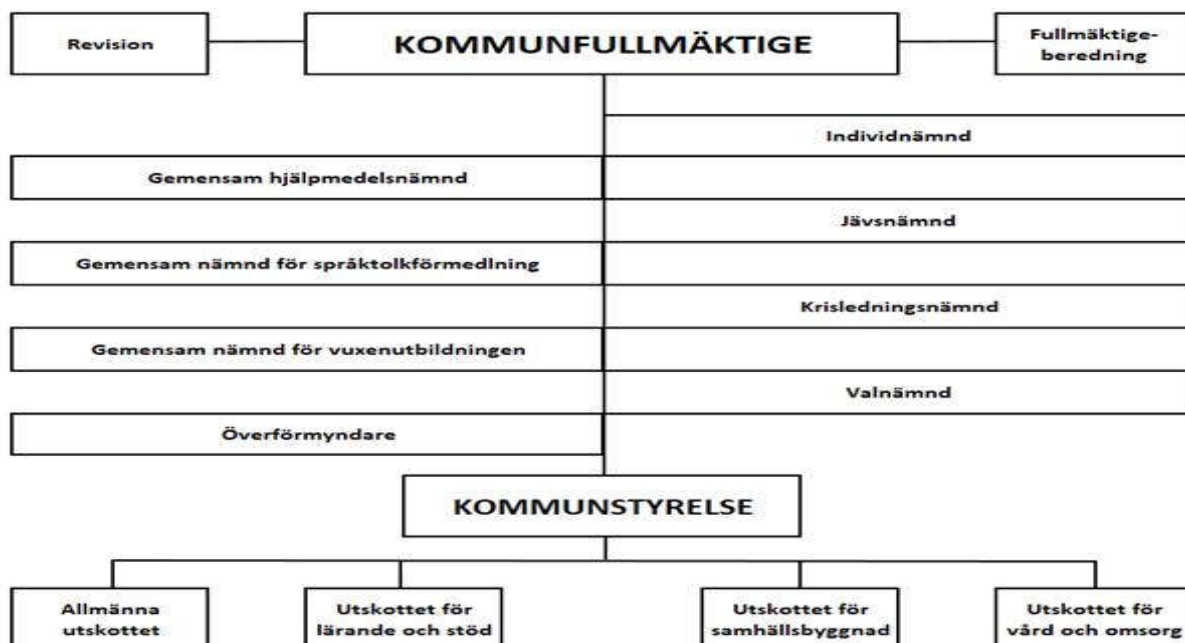 Revision
KOMMUNFULLMÄKTIGE
Fullmäktige-
beredning
Individnämnd
Gemensam hjälpmedelsnämnd
Jävsnämnd
Gemensam nämnd för språktolkförmedlning
Krisledningsnämnd
Gemensam nämnd för vuxenutbildningen
Valnämnd
Överförmyndare
KOMMUNSTYRELSE
Allmänna
utskottet
Utskottet för
lärande och stöd
Utskottet för
samhällsbyggnad
Utskottet för
vård och omsorg